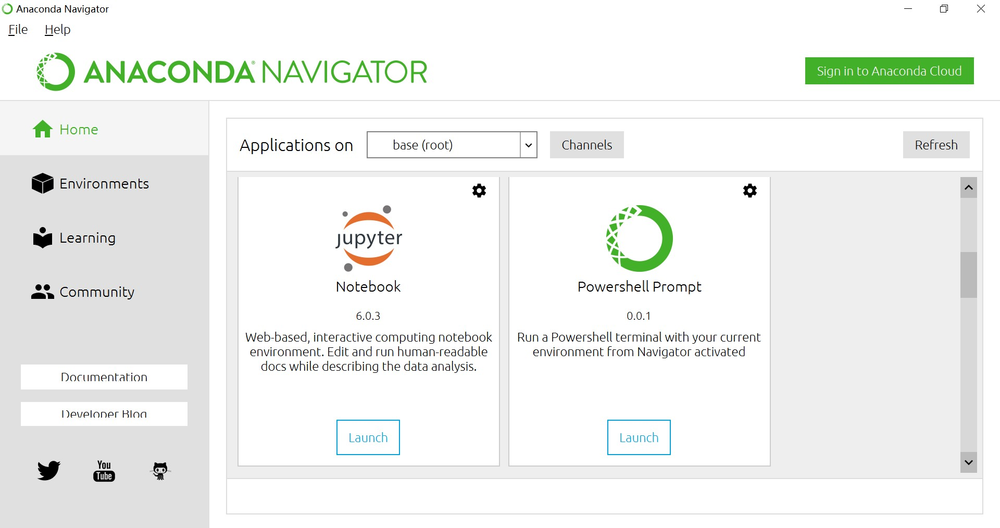 Anaconda Navigator
File Help
ANACONDA® NAVIGATOR
Sign in to Anaconda Cloud
Home
Environments
Learning
Community
Documentation
Developer Blog
You
Tube
Applications on base (root) Channels Refresh
jupyter
Notebook
6.0.3
Web-based, interactive computing notebook
environment. Edit and run human-readable
docs while describing the data analysis.
Launch
Powershell Prompt
0.0.1
Run a Powershell terminal with your current
environment from Navigator activated
Launch